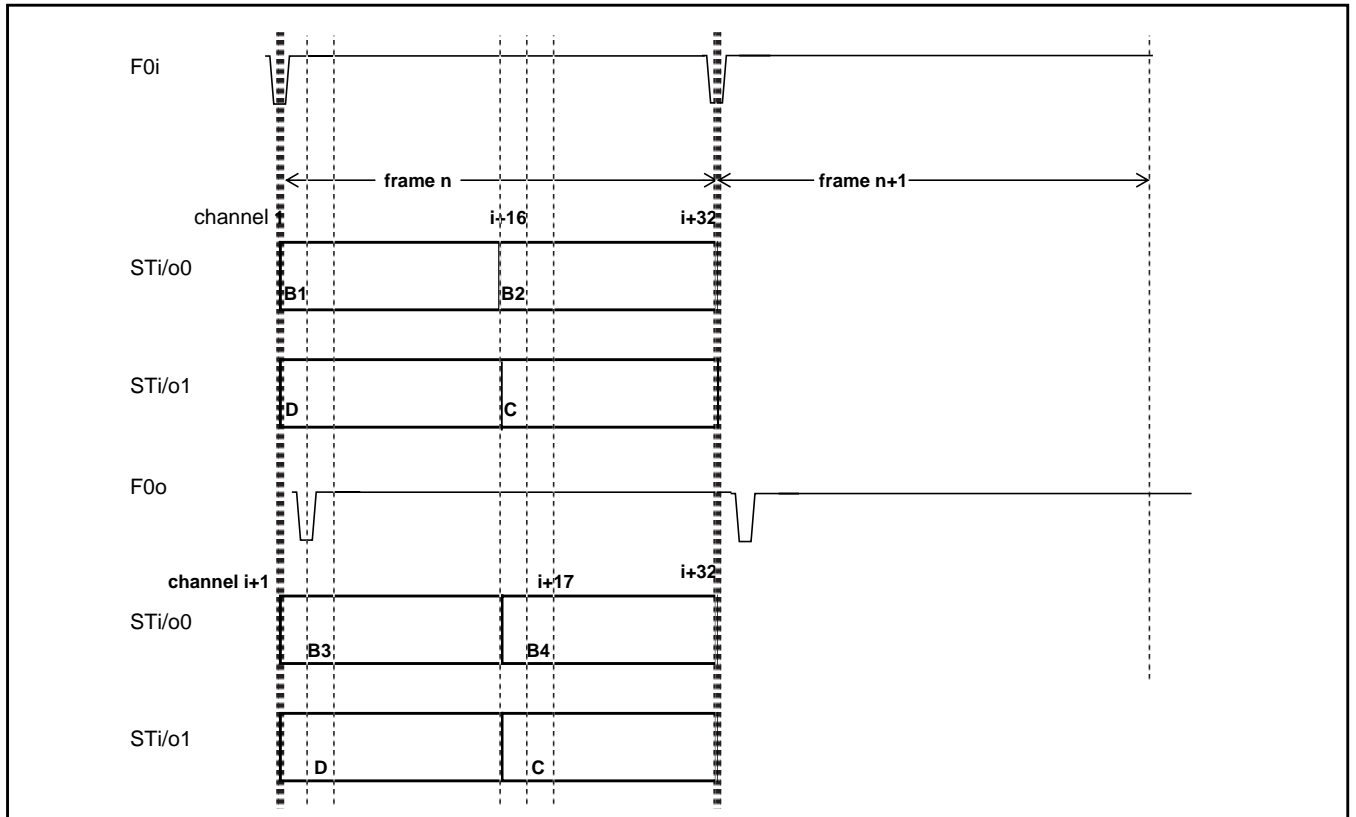 F0i
frame n
frame n+1
channel i
i+16
i+32
STi/o0
B1
B2
STi/o1
D
C
F0o
channel i+1
i+17
i+32
STi/o0
B3
B4
STi/o1
D
C